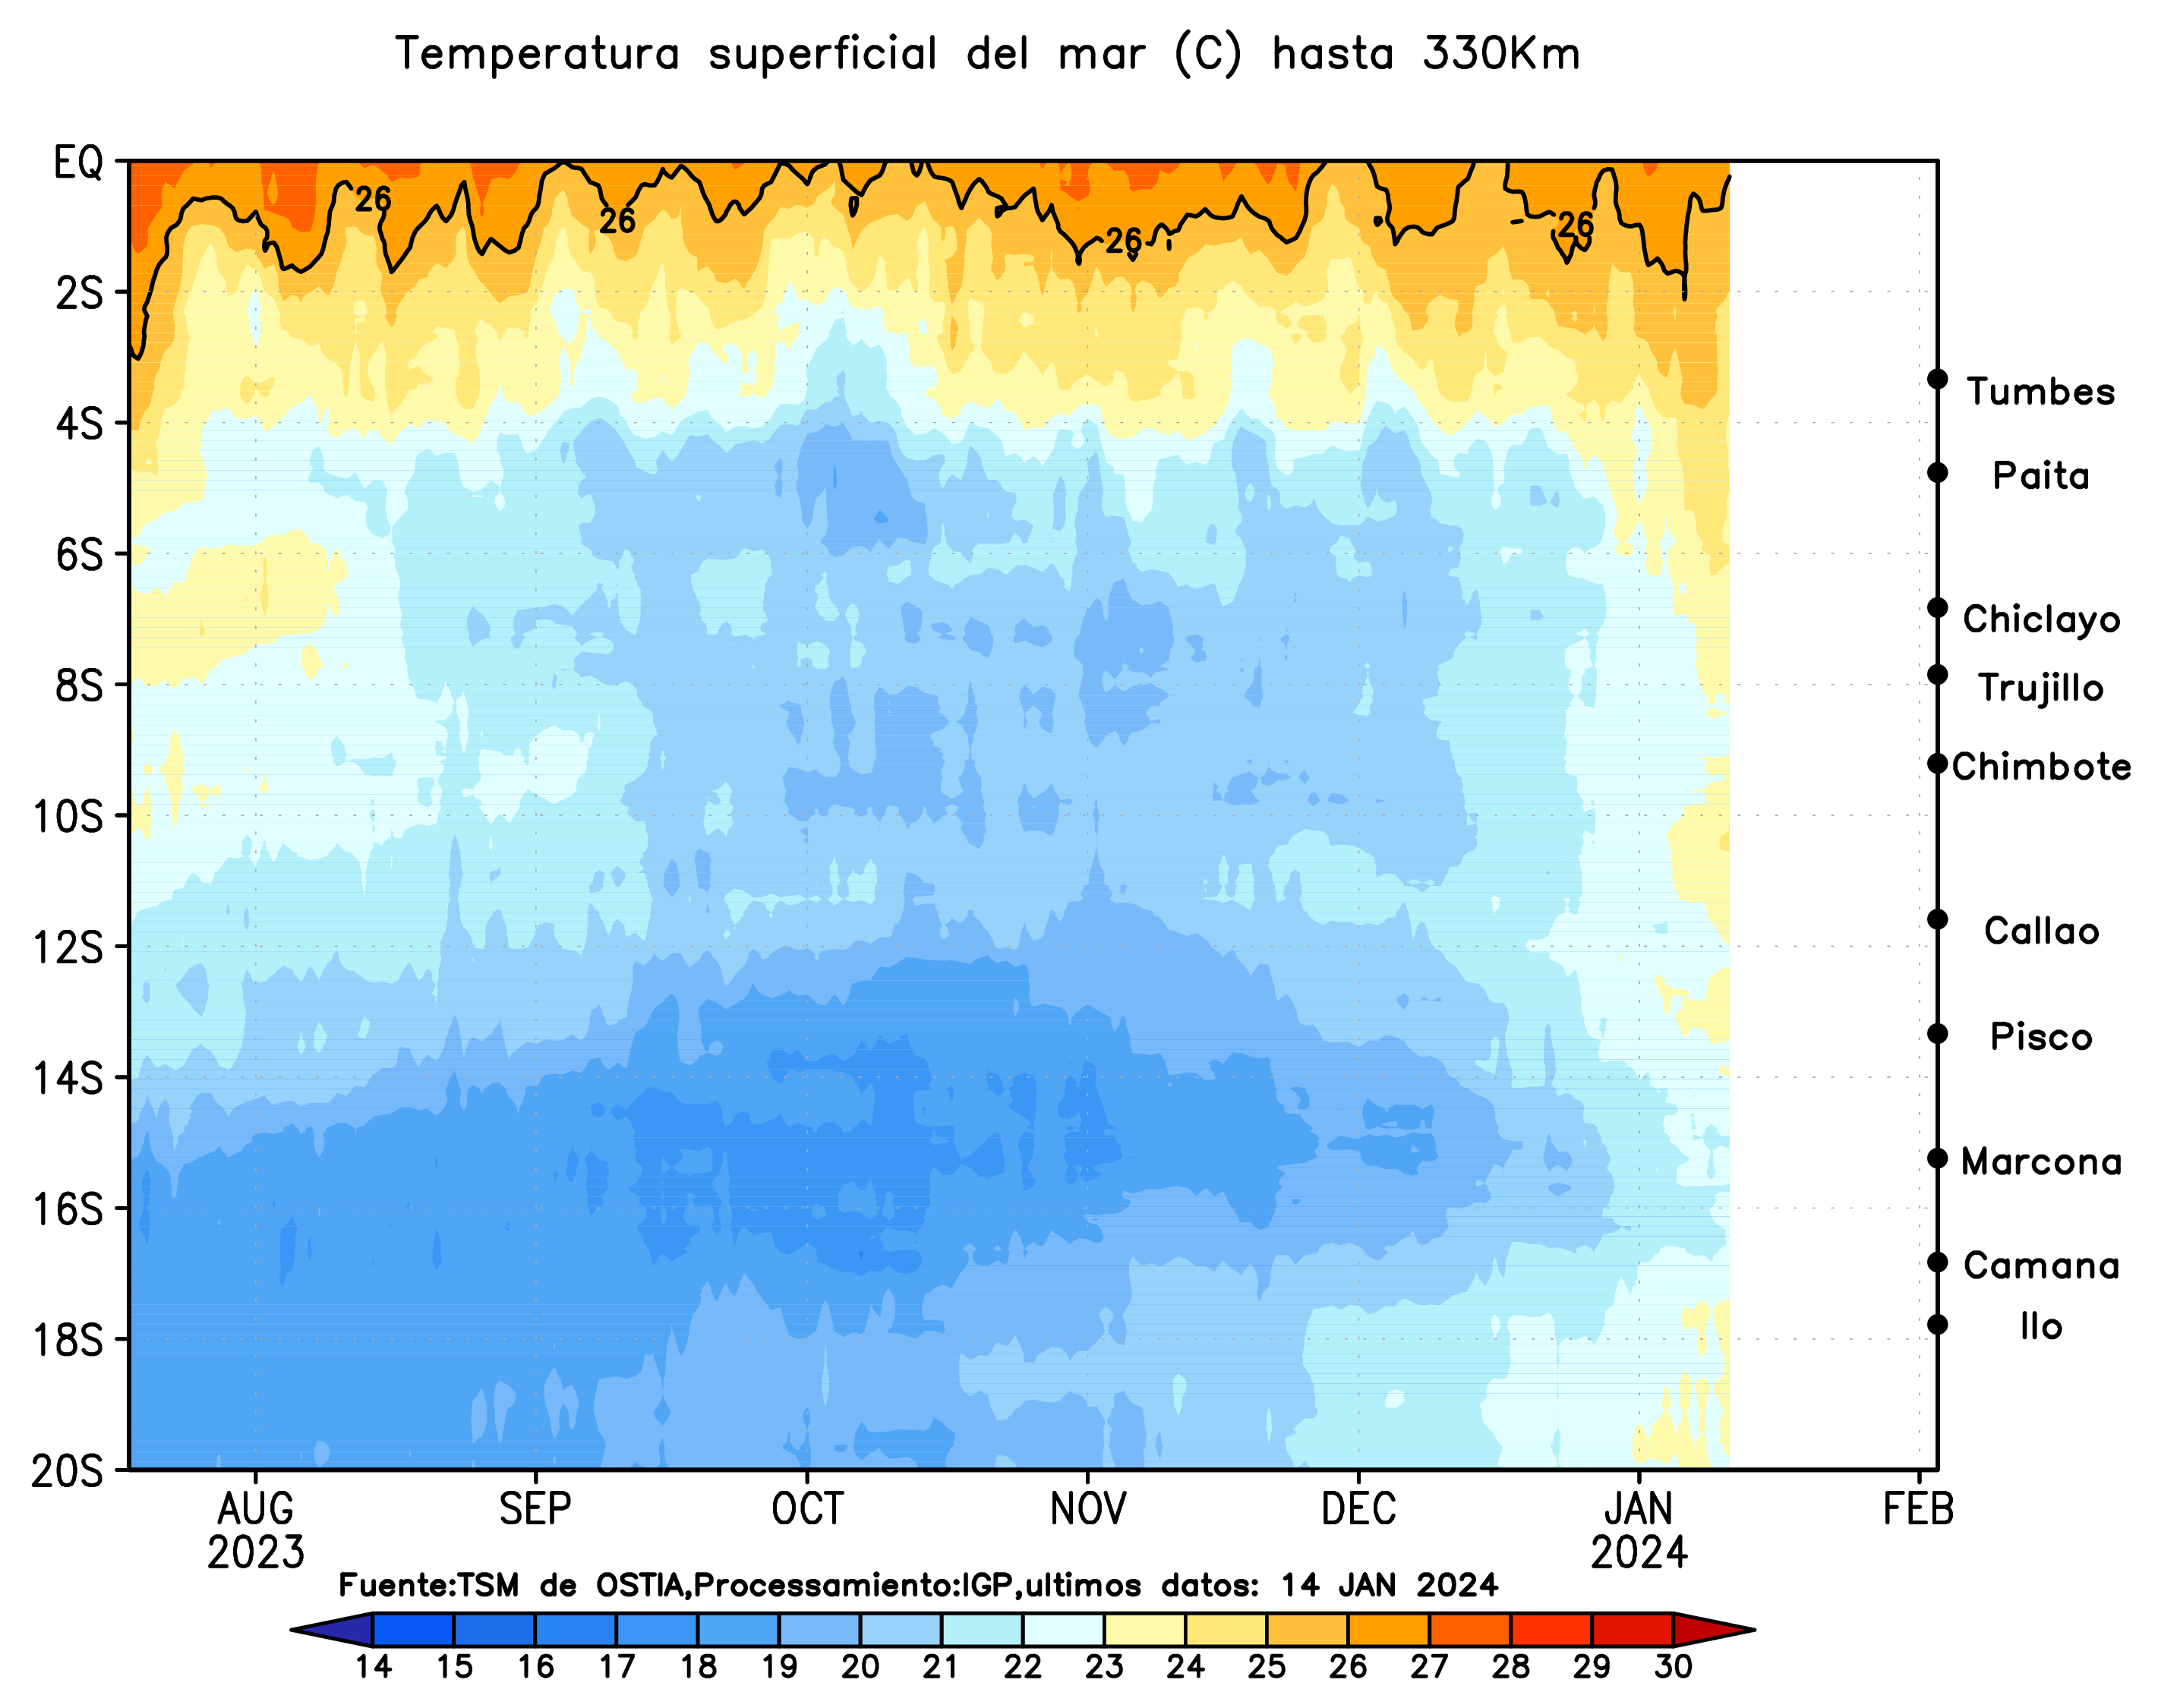 Temperatura superficial del mar (C) hasta 330Km
EQ
2S
4S
6S
8S
10S
12S
14S
16S
18S
20S
26
26
26
26
Tumbes
Paita
Chiclayo
Trujillo
Chimbote
Callao
Pisco
Marcona
Camana
Ilo
AUG SEP OCT NOV DEC JAN FEB
2023 2024
Fuente:TSM de OSTIA,Procesamiento:IGP,ultimos datos: 14 JAN 2024
14 15 16 17 18 19 20 21 22 23 24 25 26 27 28 29 30